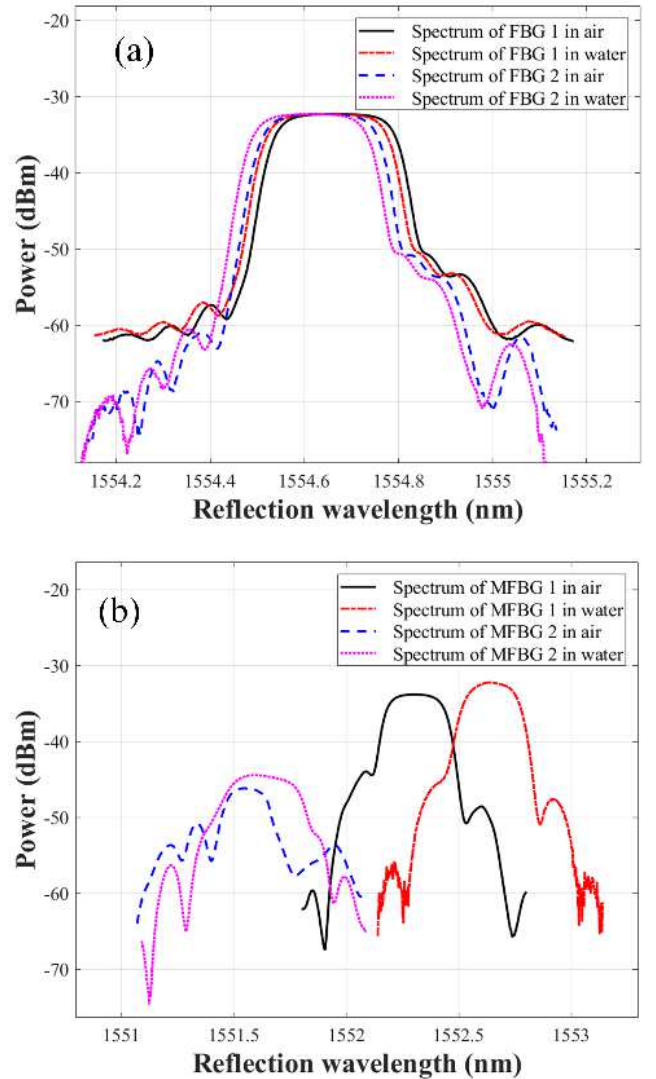 -20
(a)
Spectrum of FBG 1 in air
Spectrum of FBG 1 in water
Spectrum of FBG 2 in air
Spectrum of FBG 2 in water
-30
-40
-50
-60
-70
Power (dBm)
1554.2 1554.4 1554.6 1554.8 1555 1555.2
Reflection wavelength (nm)
-20
(b)
Spectrum of MFBG 1 in air
Spectrum of MFBG 1 in water
Spectrum of MFBG 2 in air
Spectrum of MFBG 2 in water
-30
-40
-50
-60
-70
Power (dBm)
1551 1551.5 1552 1552.5 1553
Reflection wavelength (nm)